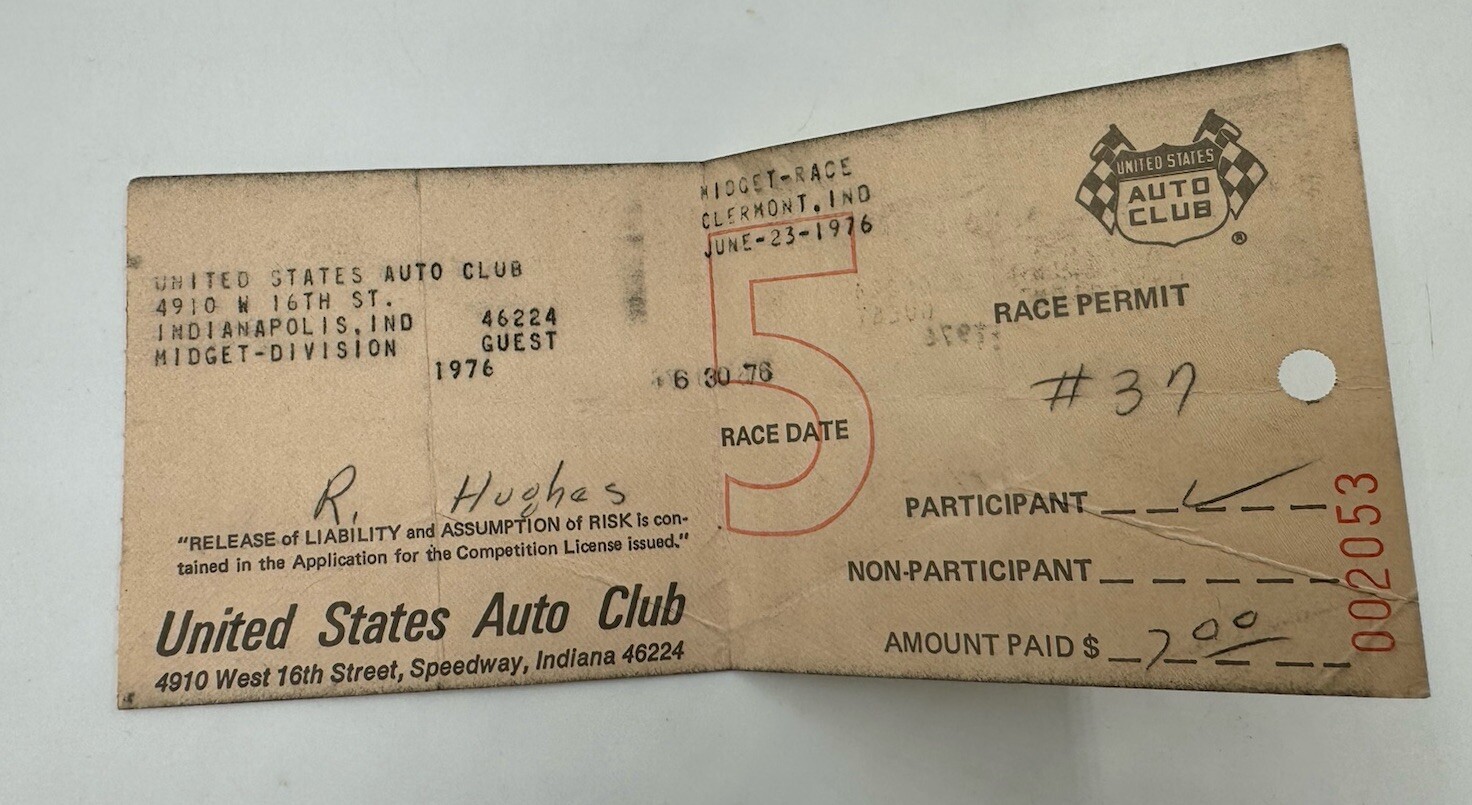 UNITED STATES AUTO CLUB
4910 W 16TH ST.
INDIANAPOLIS, IND 46224
MIDGET-DIVISION GUEST
1976
R. Hughes
"RELEASE of LIABILITY and ASSUMPTION of RISK is con-
tained in the Application for the Competition License issued."
United States Auto Club
4910 West 16th Street, Speedway, Indiana 46224
MIDGET-RACE
CLERMONT, IND
JUNE-23-1976
5
6 30 76
RACE DATE
UNITED STATES
AUTO
CLUB
®
RACE PERMIT
#37
PARTICIPANT ✓
NON-PARTICIPANT
AMOUNT PAID $ 7.00
002053